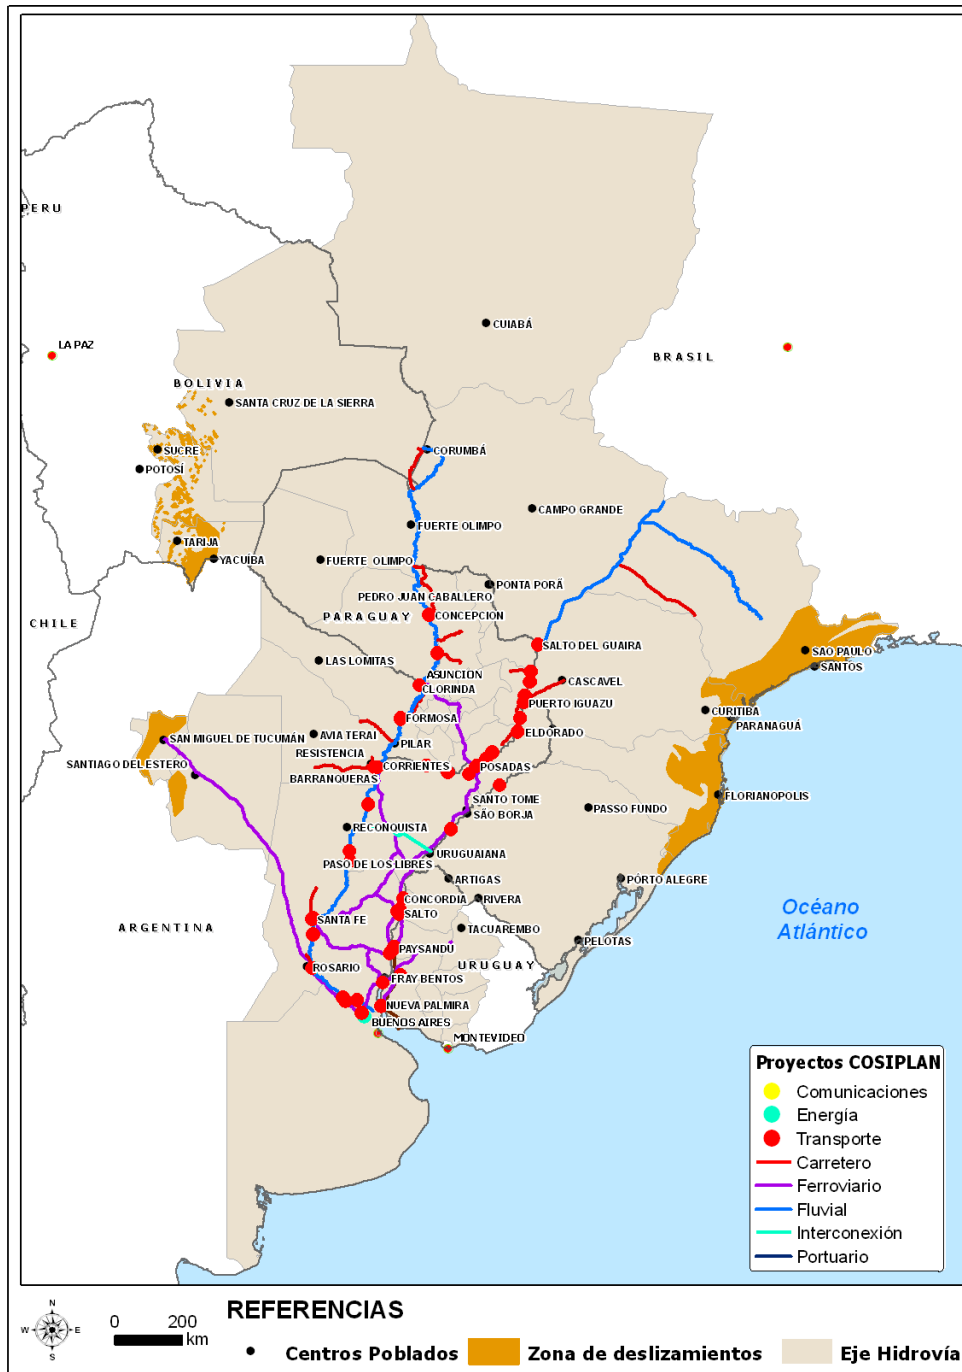 PERU
CUIABÁ
LA PAZ
BRASIL
BOLIVIA
SANTA CRUZ DE LA SIERRA
SUCRE
CORUMBÁ
POTOSÍ
CAMPO GRANDE
FUERTE OLIMPO
TARIJA
YACUÍBA
FUERTE OLIMPO
PONTA PORÃ
PEDRO JUAN CABALLERO
CHILE
PARAGUAY
CONCEPCION
SALTO DEL GUAIRA
SAO PAULO
LAS LOMITAS
SANTOS
ASUNCION
CASCAVEL
CLORINDA
PUERTO IGUAZU
CURITIBA
FORMOSA
PARANAGUÁ
AVIA TERAI
ELDORADO
SAN MIGUEL DE TUCUMÁN
PILAR
RESISTENCIA
SANTIAGO DEL ESTERO
CORRIENTES
POSADAS
BARRANQUERAS
SANTO TOME
FLORIANOPOLIS
SÃO BORJA
PASSO FUNDO
RECONQUISTA
URUGUAIANA
PASO DE LOS LIBRES
ARTIGAS
PÓRTO ALEGRE
CONCORDIA
RIVERA
SALTO
SANTA FE
Océano
Atlántico
ARGENTINA
TACUAREMBO
PELOTAS
PAYSANDU
URUGUAY
ROSARIO
FRAY BENTOS
NUEVA PALMIRA
BUENOS AIRES
MONTEVIDEO
Proyectos COSIPLAN
Comunicaciones
Energía
Transporte
Carretero
Ferroviario
Fluvial
Interconexión
Portuario
N
W
E
S
0 200
km
REFERENCIAS
Centros Poblados
Zona de deslizamientos
Eje Hidrovía